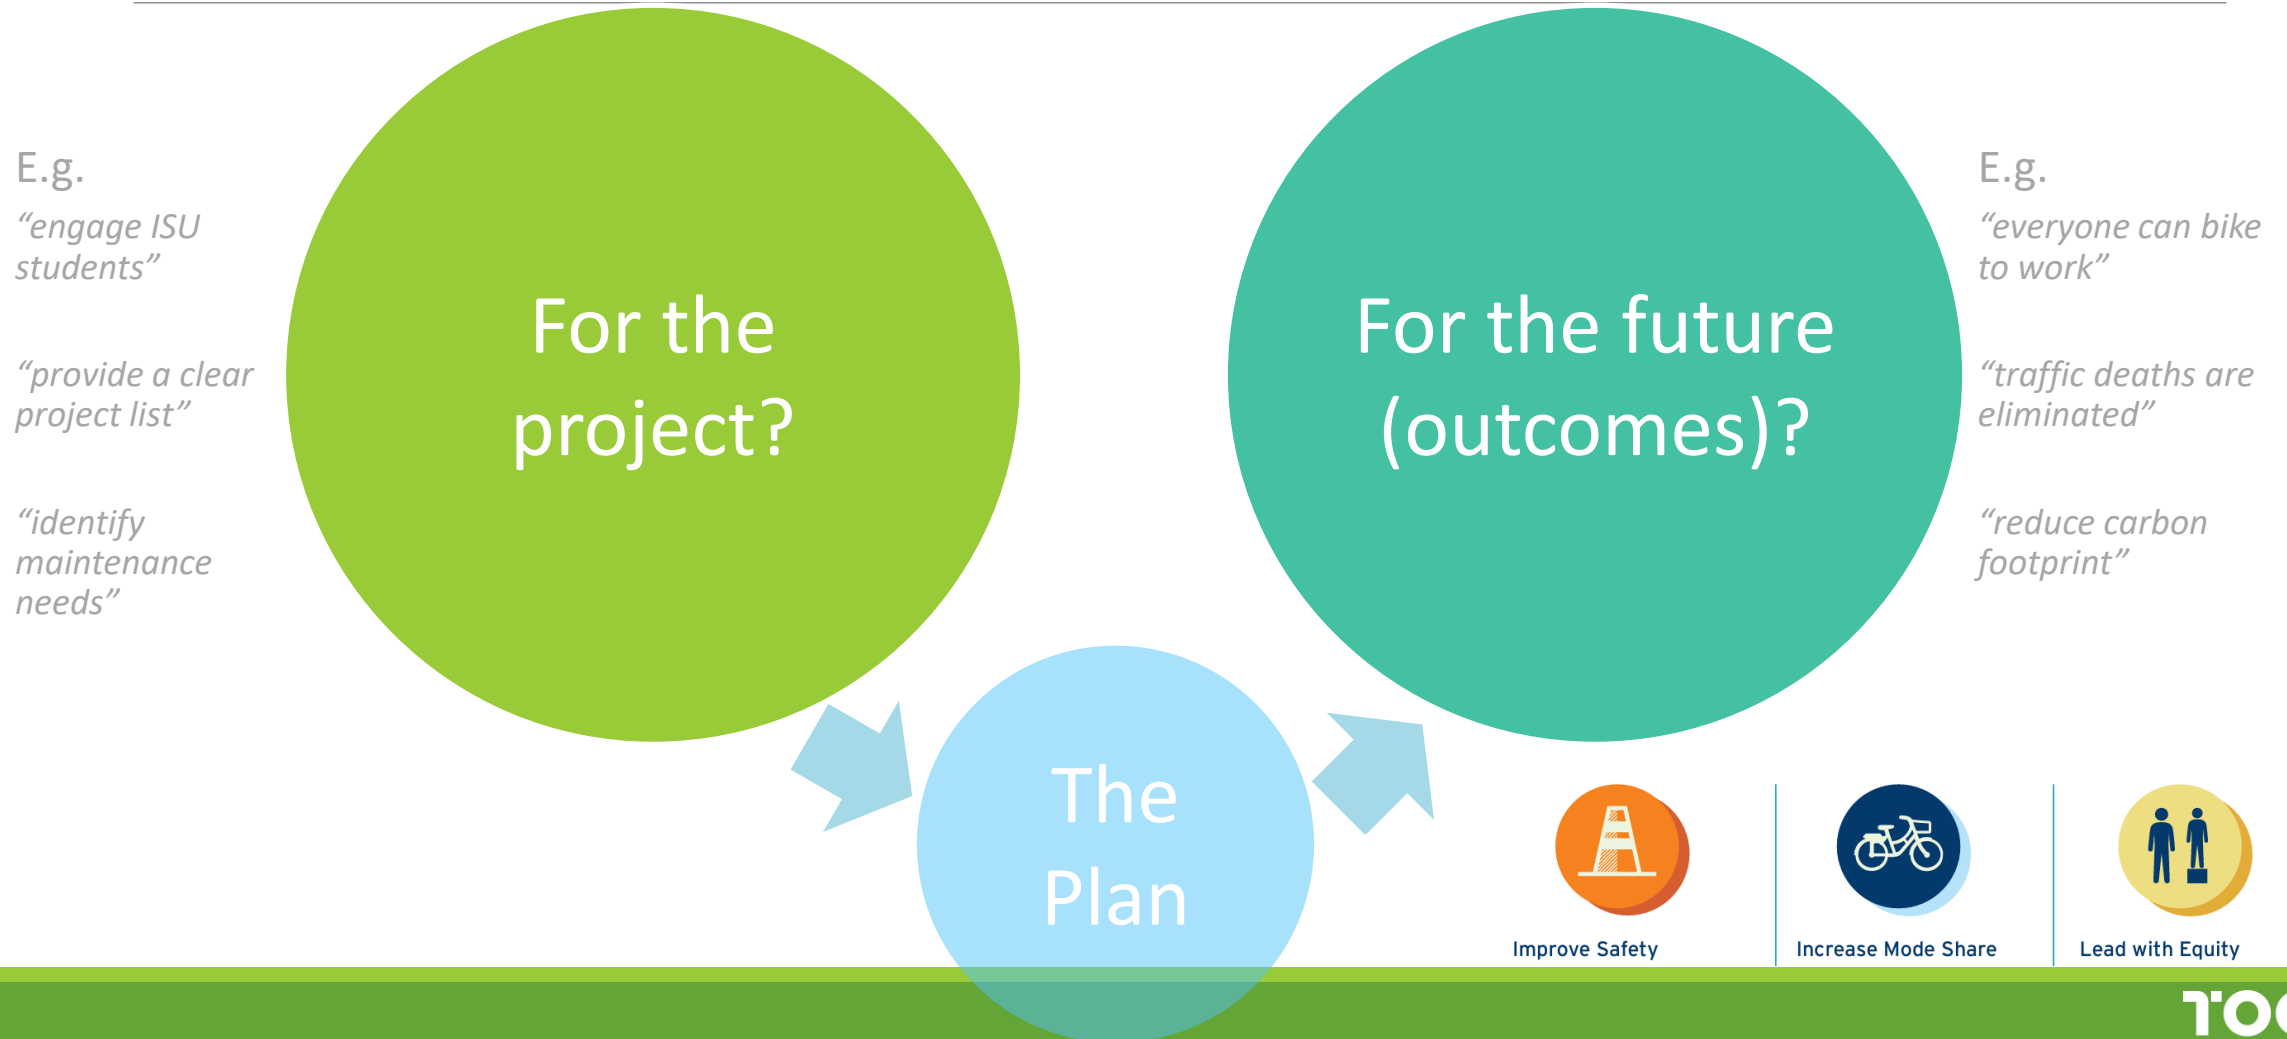 E.g.
“engage ISU
students”
“provide a clear
project list”
“identify
maintenance
needs”
For the
project?
The
Plan
For the future
(outcomes)?
E.g.
“everyone can bike
to work”
“traffic deaths are
eliminated”
“reduce carbon
footprint”
Improve Safety
Increase Mode Share
Lead with Equity